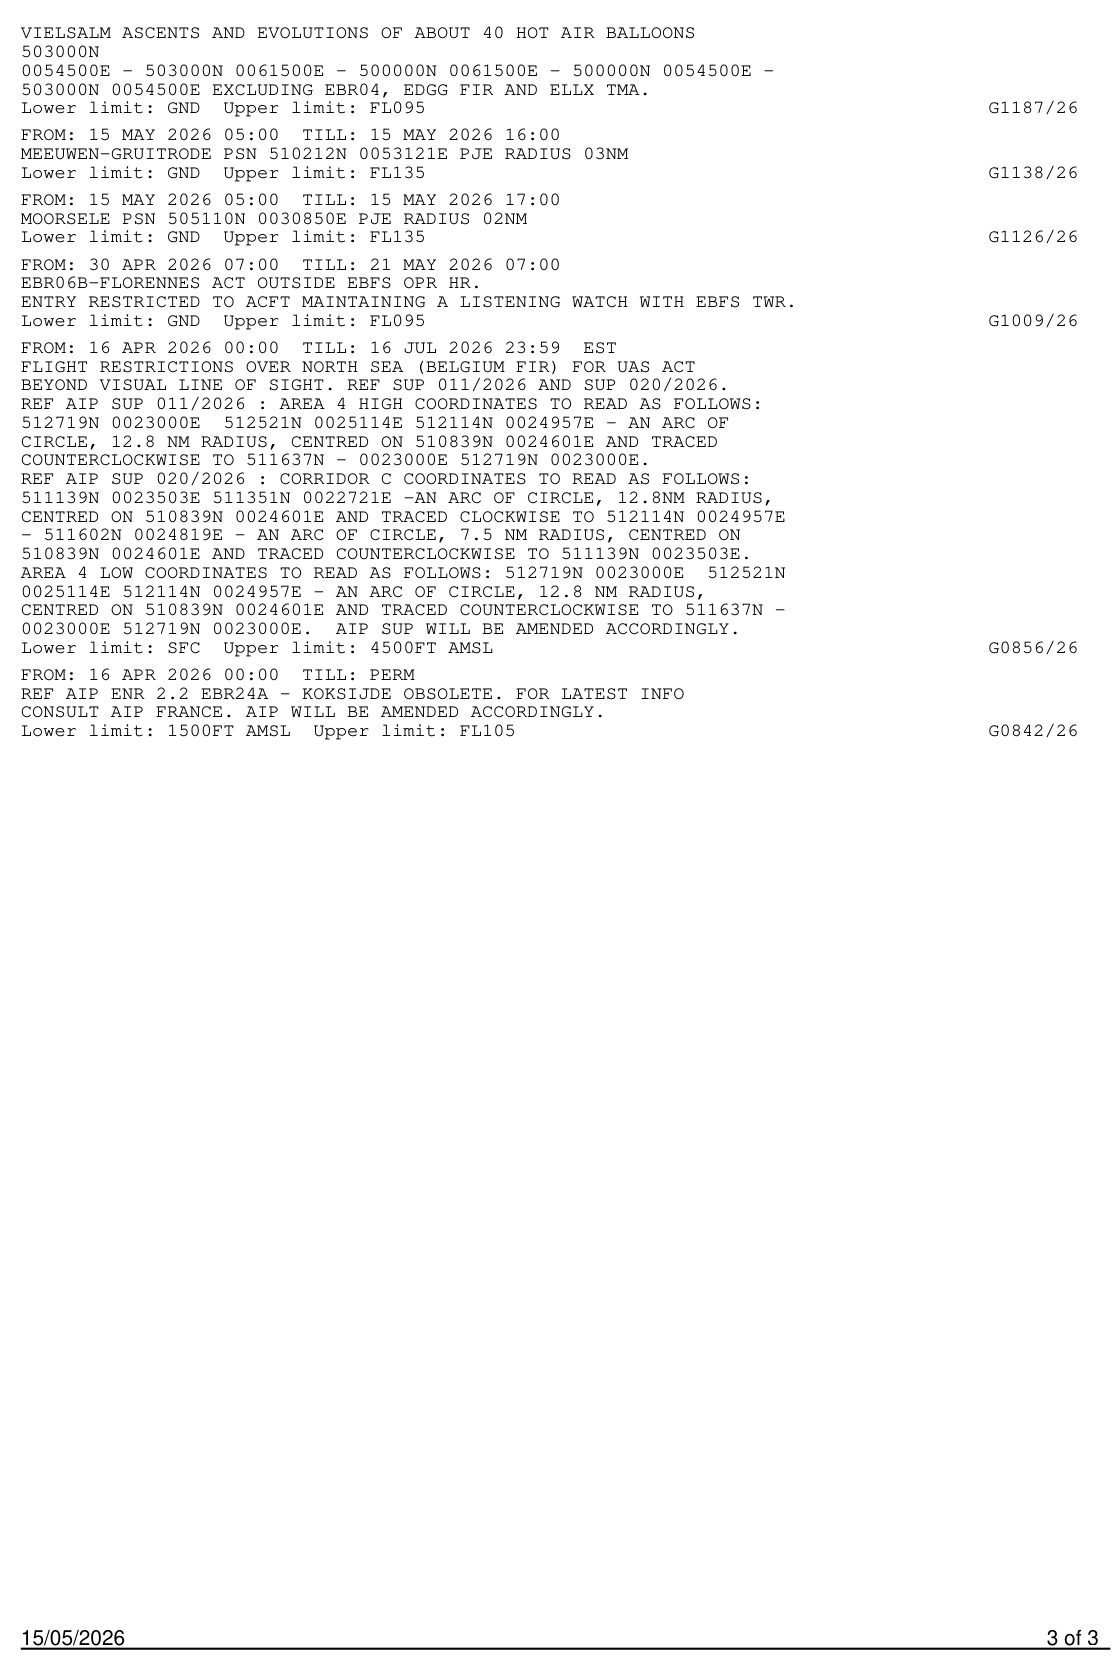 VIELSALM ASCENTS AND EVOLUTIONS OF ABOUT 40 HOT AIR BALLOONS
503000N
0054500E - 503000N 0061500E - 500000N 0061500E - 500000N 0054500E -
503000N 0054500E EXCLUDING EBR04, EDGG FIR AND ELLX TMA.
Lower limit: GND  Upper limit: FL095 G1187/26
FROM: 15 MAY 2026 05:00  TILL: 15 MAY 2026 16:00
MEEUWEN-GRUITRODE PSN 510212N 0053121E PJE RADIUS 03NM
Lower limit: GND  Upper limit: FL135 G1138/26
FROM: 15 MAY 2026 05:00  TILL: 15 MAY 2026 17:00
MOORSELE PSN 505110N 0030850E PJE RADIUS 02NM
Lower limit: GND  Upper limit: FL135 G1126/26
FROM: 30 APR 2026 07:00  TILL: 21 MAY 2026 07:00
EBR06B-FLORENNES ACT OUTSIDE EBFS OPR HR.
ENTRY RESTRICTED TO ACFT MAINTAINING A LISTENING WATCH WITH EBFS TWR.
Lower limit: GND  Upper limit: FL095 G1009/26
FROM: 16 APR 2026 00:00  TILL: 16 JUL 2026 23:59  EST
FLIGHT RESTRICTIONS OVER NORTH SEA (BELGIUM FIR) FOR UAS ACT
BEYOND VISUAL LINE OF SIGHT. REF SUP 011/2026 AND SUP 020/2026.
REF AIP SUP 011/2026 : AREA 4 HIGH COORDINATES TO READ AS FOLLOWS:
512719N 0023000E  512521N 0025114E 512114N 0024957E - AN ARC OF
CIRCLE, 12.8 NM RADIUS, CENTRED ON 510839N 0024601E AND TRACED
COUNTERCLOCKWISE TO 511637N - 0023000E 512719N 0023000E.
REF AIP SUP 020/2026 : CORRIDOR C COORDINATES TO READ AS FOLLOWS:
511139N 0023503E 511351N 0022721E -AN ARC OF CIRCLE, 12.8NM RADIUS,
CENTRED ON 510839N 0024601E AND TRACED CLOCKWISE TO 512114N 0024957E
- 511602N 0024819E - AN ARC OF CIRCLE, 7.5 NM RADIUS, CENTRED ON
510839N 0024601E AND TRACED COUNTERCLOCKWISE TO 511139N 0023503E.
AREA 4 LOW COORDINATES TO READ AS FOLLOWS: 512719N 0023000E  512521N
0025114E 512114N 0024957E - AN ARC OF CIRCLE, 12.8 NM RADIUS,
CENTRED ON 510839N 0024601E AND TRACED COUNTERCLOCKWISE TO 511637N -
0023000E 512719N 0023000E.  AIP SUP WILL BE AMENDED ACCORDINGLY.
Lower limit: SFC  Upper limit: 4500FT AMSL G0856/26
FROM: 16 APR 2026 00:00  TILL: PERM
REF AIP ENR 2.2 EBR24A - KOKSIJDE OBSOLETE. FOR LATEST INFO
CONSULT AIP FRANCE. AIP WILL BE AMENDED ACCORDINGLY.
Lower limit: 1500FT AMSL  Upper limit: FL105 G0842/26
15/05/2026 3 of 3